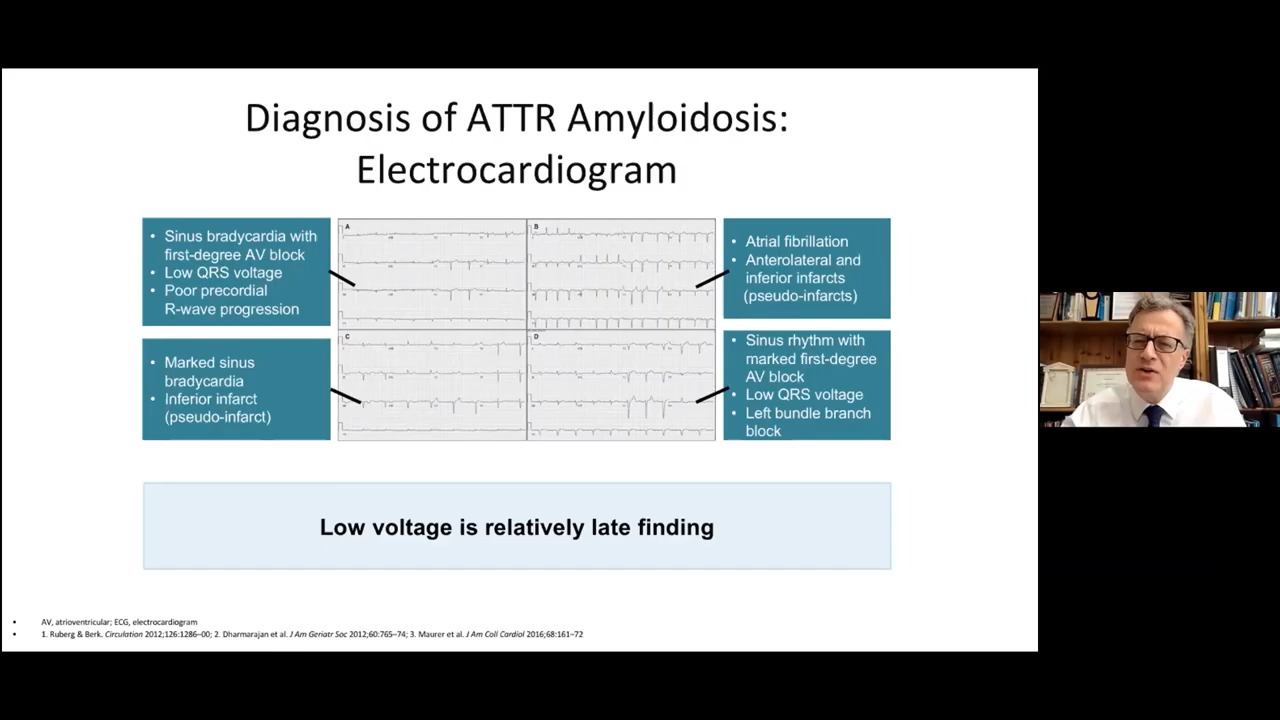 Diagnosis of ATTR Amyloidosis:
Electrocardiogram
• Sinus bradycardia with
first-degree AV block
• Low QRS voltage
• Poor precordial
R-wave progression
• Marked sinus
bradycardia
• Inferior infarct
(pseudo-infarct)
A
B
C
D
• Atrial fibrillation
• Anterolateral and
inferior infarcts
(pseudo-infarcts)
• Sinus rhythm with
marked first-degree
AV block
• Low QRS voltage
• Left bundle branch
block
Low voltage is relatively late finding
• AV, atrioventricular; ECG, electrocardiogram
• 1. Ruberg & Berk. Circulation 2012;126:1286–00; 2. Dharmarajan et al. J Am Geriatr Soc 2012;60:765–74; 3. Maurer et al. J Am Coll Cardiol 2016;68:161–72